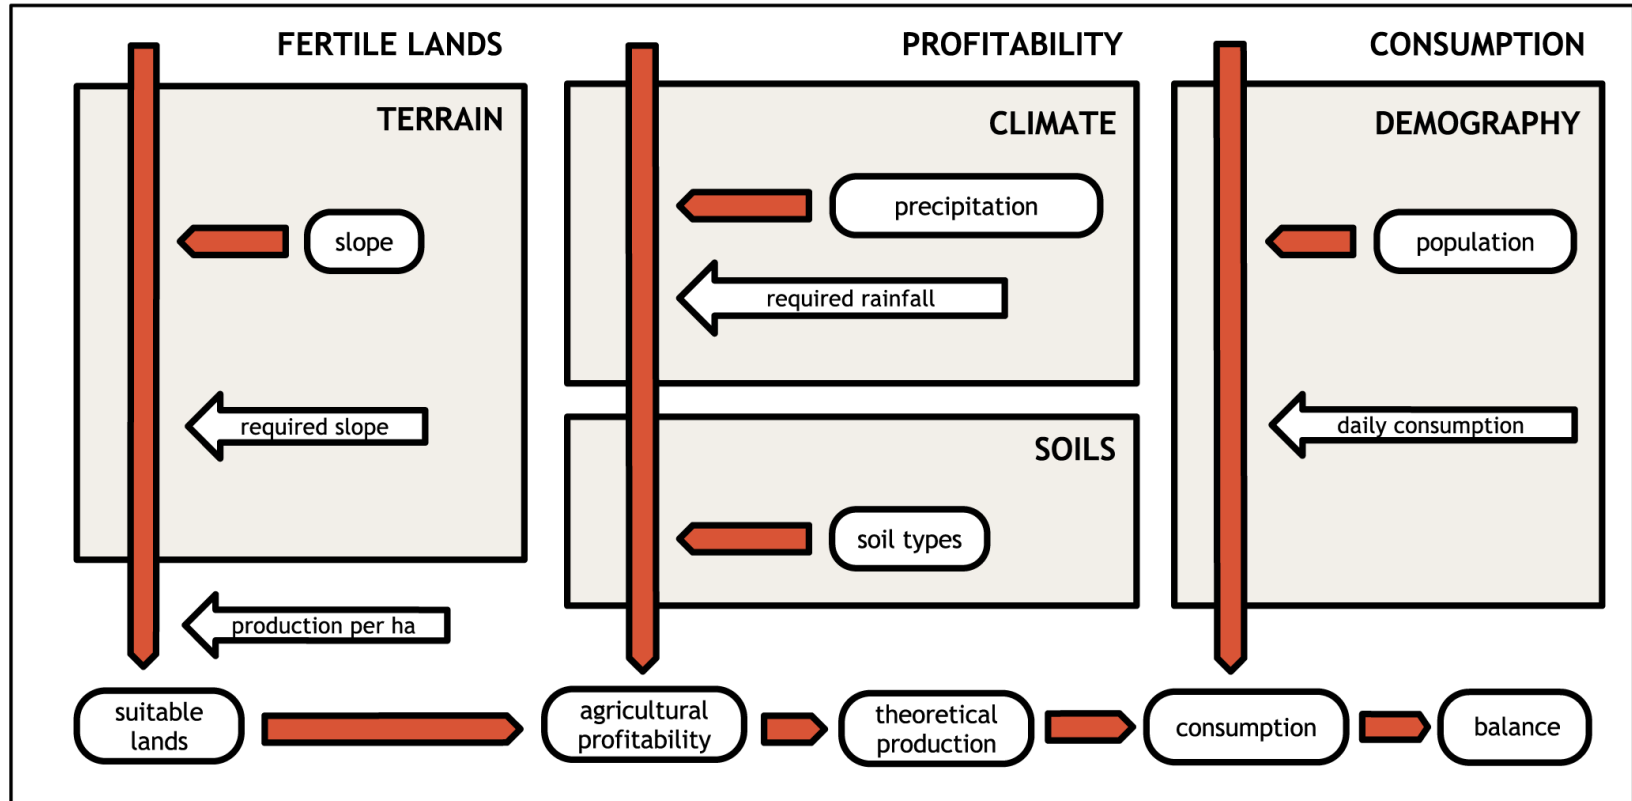 FERTILE LANDS
TERRAIN
slope
required slope
production per ha
PROFITABILITY
CLIMATE
precipitation
required rainfall
SOILS
soil types
CONSUMPTION
DEMOGRAPHY
population
daily consumption
suitable
lands
agricultural
profitability
theoretical
production
consumption
balance